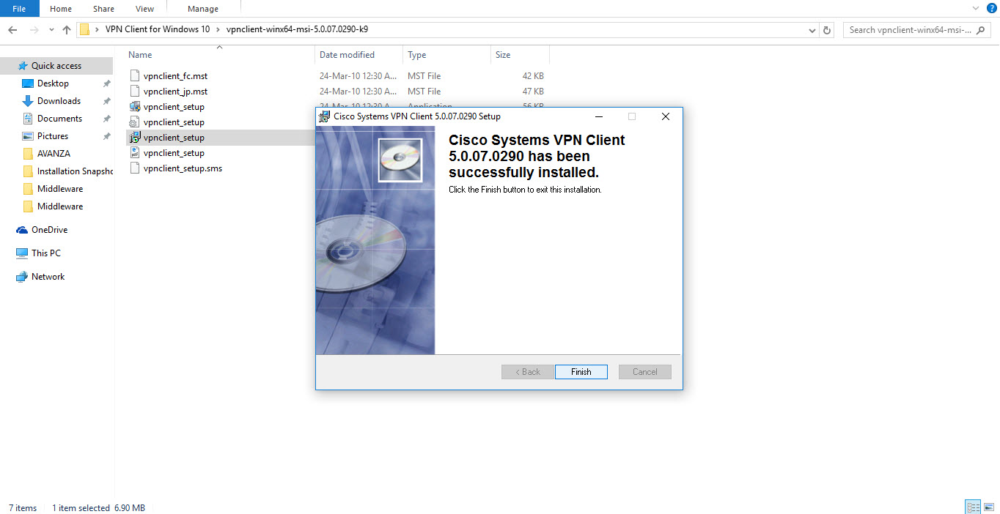 File Home Share View Manage
VPN Client for Windows 10 vpnclient-winx64-msi-5.0.07.0290-k9
Search vpnclient-winx64-msi-...
Name Date modified Type Size
Quick access
Desktop
Downloads
Documents
Pictures
AVANZA
Installation Snapsho
Middleware
Middleware
OneDrive
This PC
Network
vpnclient_fc.mst 24-Mar-10 12:30 A... MST File 42 KB
vpnclient_jp.mst 24-Mar-10 12:30 A... MST File 47 KB
vpnclient_setup 24-Mar-10 12:30 A... Application 56 KB
vpnclient_setup
vpnclient_setup
vpnclient_setup
vpnclient_setup.sms
Cisco Systems VPN Client 5.0.07.0290 Setup
Cisco Systems VPN Client
5.0.07.0290 has been
successfully installed.
Click the Finish button to exit this installation.
< Back Finish Cancel
7 items 1 item selected 6.90 MB